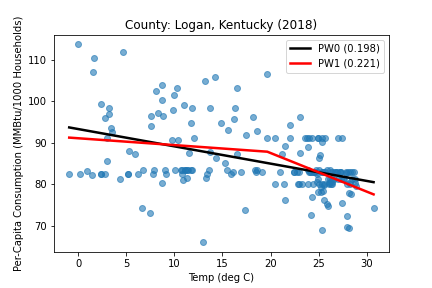 County: Logan, Kentucky (2018)
PW0 (0.198)
PW1 (0.221)
Per-Capita Consumption (MMBtu/1000 Households)
110
100
90
80
70
0 5 10 15 20 25 30
Temp (deg C)